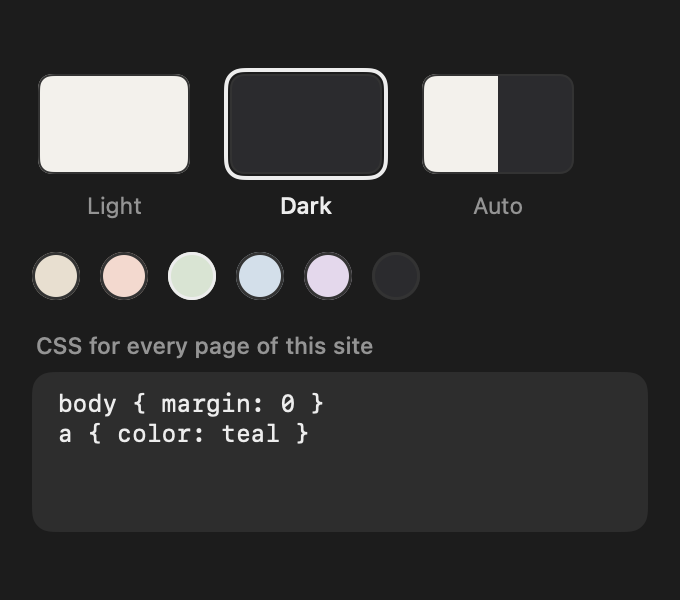 Light
Dark
Auto
CSS for every page of this site
body { margin: 0 }
a { color: teal }